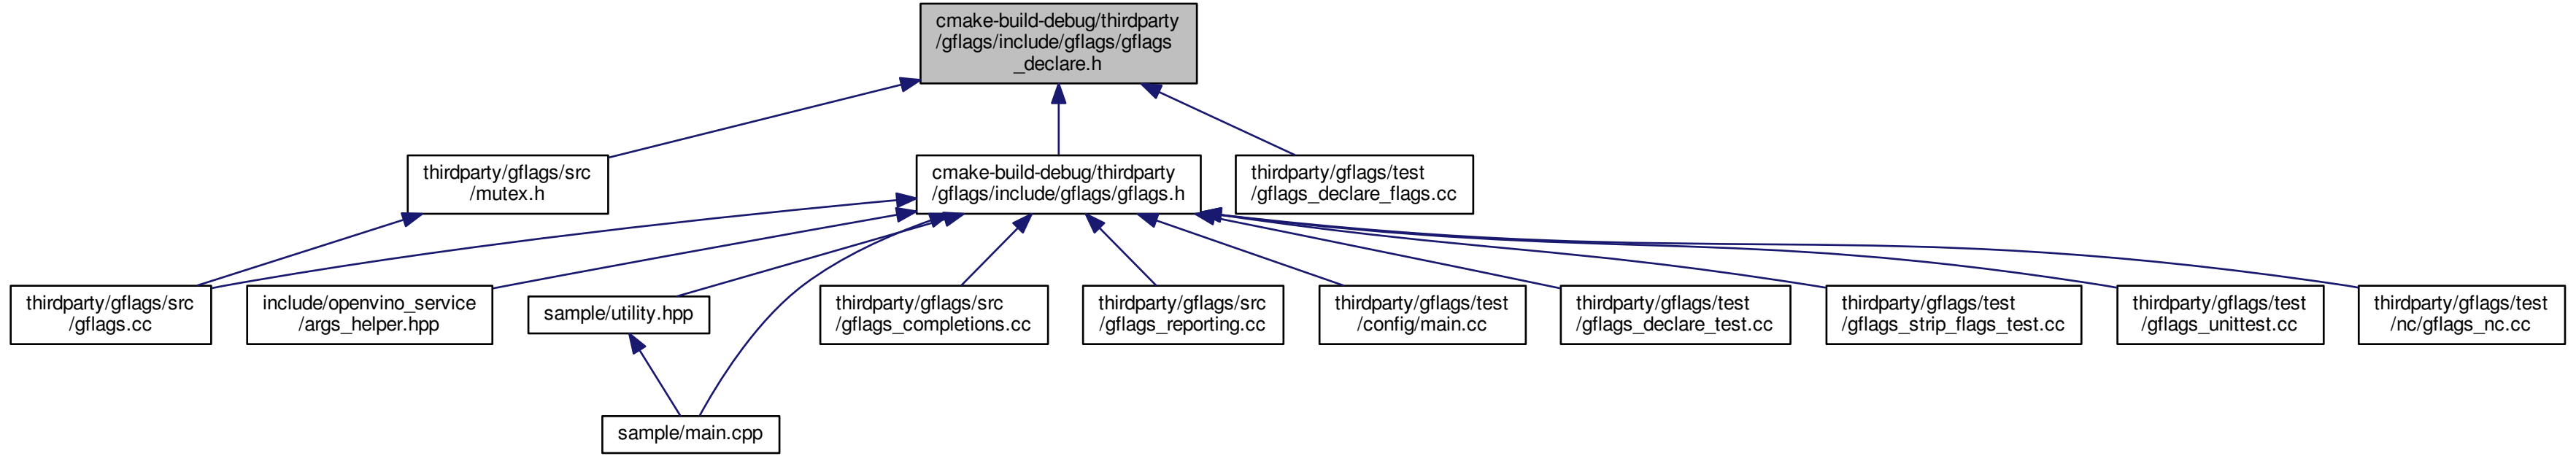 cmake-build-debug/thirdparty
/gflags/include/gflags/gflags
_declare.h
thirdparty/gflags/src
/mutex.h
cmake-build-debug/thirdparty
/gflags/include/gflags/gflags.h
thirdparty/gflags/test
/gflags_declare_flags.cc
thirdparty/gflags/src
/gflags.cc
include/openvino_service
/args_helper.hpp
sample/utility.hpp
thirdparty/gflags/src
/gflags_completions.cc
thirdparty/gflags/src
/gflags_reporting.cc
thirdparty/gflags/test
/config/main.cc
thirdparty/gflags/test
/gflags_declare_test.cc
thirdparty/gflags/test
/gflags_strip_flags_test.cc
thirdparty/gflags/test
/gflags_unittest.cc
thirdparty/gflags/test
/nc/gflags_nc.cc
sample/main.cpp